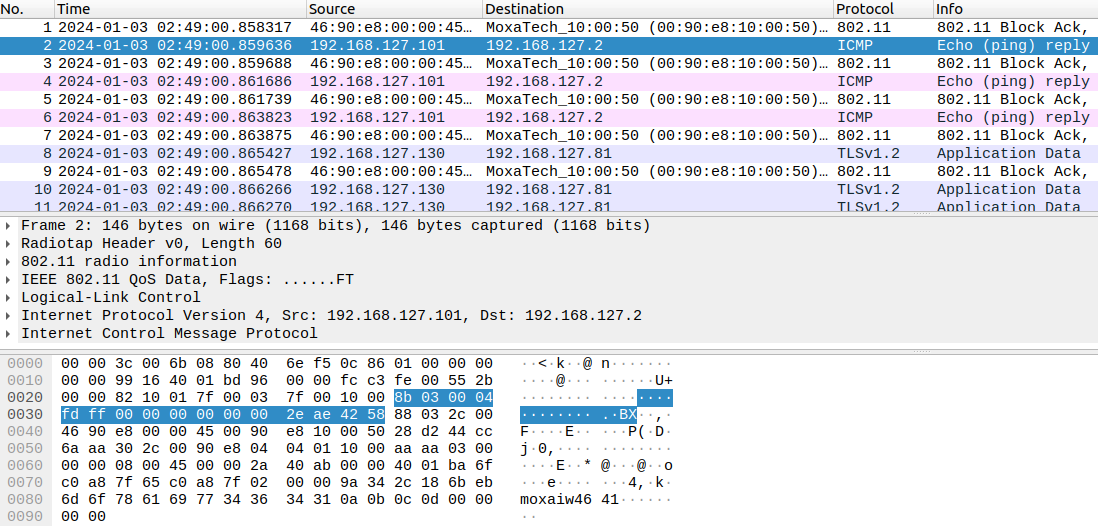 No. Time Source Destination Protocol Info
1 2024-01-03 02:49:00.858317 46:90:e8:00:00:45… MoxaTech_10:00:50 (00:90:e8:10:00:50)… 802.11 802.11 Block Ack,
2 2024-01-03 02:49:00.859636 192.168.127.101 192.168.127.2 ICMP Echo (ping) reply
3 2024-01-03 02:49:00.859688 46:90:e8:00:00:45… MoxaTech_10:00:50 (00:90:e8:10:00:50)… 802.11 802.11 Block Ack,
4 2024-01-03 02:49:00.861686 192.168.127.101 192.168.127.2 ICMP Echo (ping) reply
5 2024-01-03 02:49:00.861739 46:90:e8:00:00:45… MoxaTech_10:00:50 (00:90:e8:10:00:50)… 802.11 802.11 Block Ack,
6 2024-01-03 02:49:00.863823 192.168.127.101 192.168.127.2 ICMP Echo (ping) reply
7 2024-01-03 02:49:00.863875 46:90:e8:00:00:45… MoxaTech_10:00:50 (00:90:e8:10:00:50)… 802.11 802.11 Block Ack,
8 2024-01-03 02:49:00.865427 192.168.127.130 192.168.127.81 TLSv1.2 Application Data
9 2024-01-03 02:49:00.865478 46:90:e8:00:00:45… MoxaTech_10:00:50 (00:90:e8:10:00:50)… 802.11 802.11 Block Ack,
10 2024-01-03 02:49:00.866266 192.168.127.130 192.168.127.81 TLSv1.2 Application Data
11 2024-01-03 02:49:00.866270 192.168.127.130 192.168.127.81 TLSv1.2 Application Data
Frame 2: 146 bytes on wire (1168 bits), 146 bytes captured (1168 bits)
Radiotap Header v0, Length 60
802.11 radio information
IEEE 802.11 QoS Data, Flags: ......FT
Logical-Link Control
Internet Protocol Version 4, Src: 192.168.127.101, Dst: 192.168.127.2
Internet Control Message Protocol
0000 00 00 3c 00 6b 08 80 40 6e f5 0c 86 01 00 00 00 ··<·k··@ n·······
0010 00 00 99 16 40 01 bd 96 00 00 fc c3 fe 00 55 2b ····@··· ······U+
0020 00 00 82 10 01 7f 00 03 7f 00 10 00 8b 03 00 04 ········ ········
0030 fd ff 00 00 00 00 00 00 2e ae 42 58 88 03 2c 00 ········ .·BX··,·
0040 46 90 e8 00 00 45 00 90 e8 10 00 50 28 d2 44 cc F····E·· ···P(·D·
0050 6a aa 30 2c 00 90 e8 04 04 01 10 00 aa aa 03 00 j·0,···· ········
0060 00 00 08 00 45 00 00 2a 40 ab 00 00 40 01 ba 6f ····E··* @···@··o
0070 c0 a8 7f 65 c0 a8 7f 02 00 00 9a 34 2c 18 6b eb ···e···· ···4,·k·
0080 6d 6f 78 61 69 77 34 36 34 31 0a 0b 0c 0d 00 00 moxaiw46 41······
0090 00 00 ··